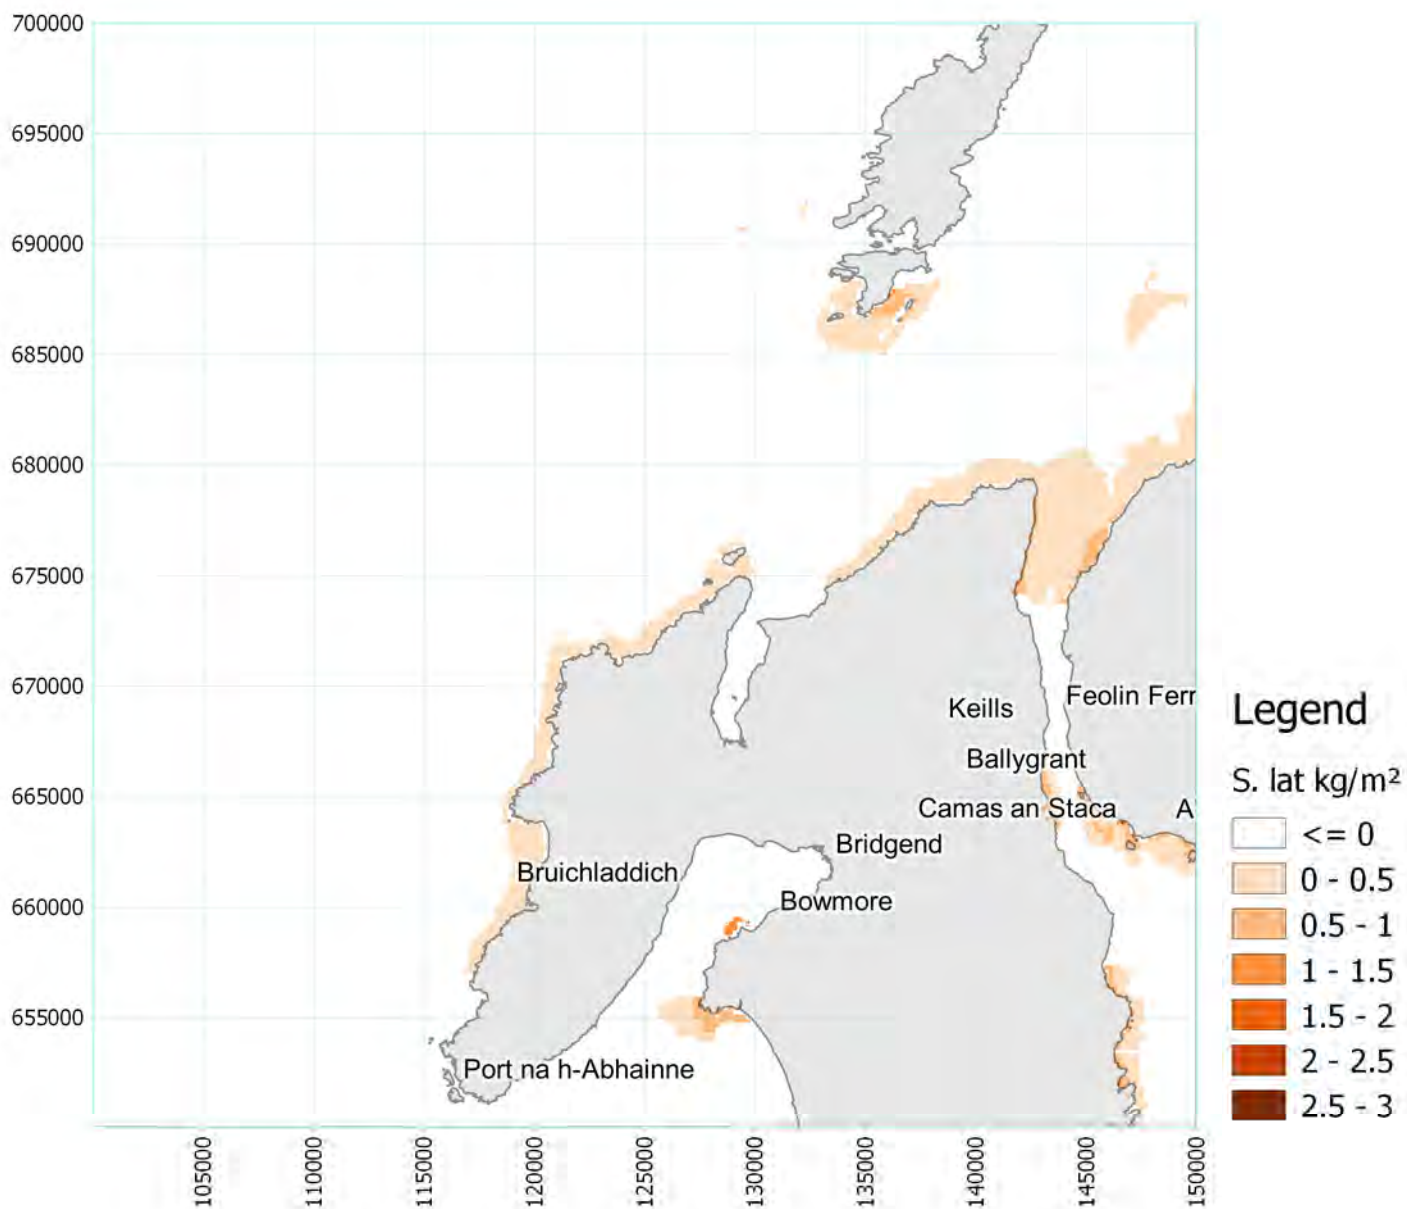 700000
695000
690000
685000
680000
675000
670000
665000
660000
655000
Keills
Feolin Ferr
Ballygrant
Camas an Staca
A
Bridgend
Bruichladdich
Bowmore
Port na h-Abhainne
105000
110000
115000
120000
125000
130000
135000
140000
145000
150000
Legend
S. lat kg/m²
<= 0
0 - 0.5
0.5 - 1
1 - 1.5
1.5 - 2
2 - 2.5
2.5 - 3